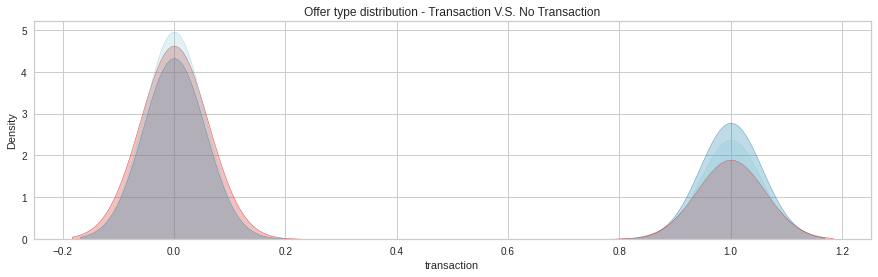 Offer type distribution - Transaction V.S. No Transaction
5
4
3
2
1
0
Density
−0.2 0.0 0.2 0.4 0.6 0.8 1.0 1.2
transaction